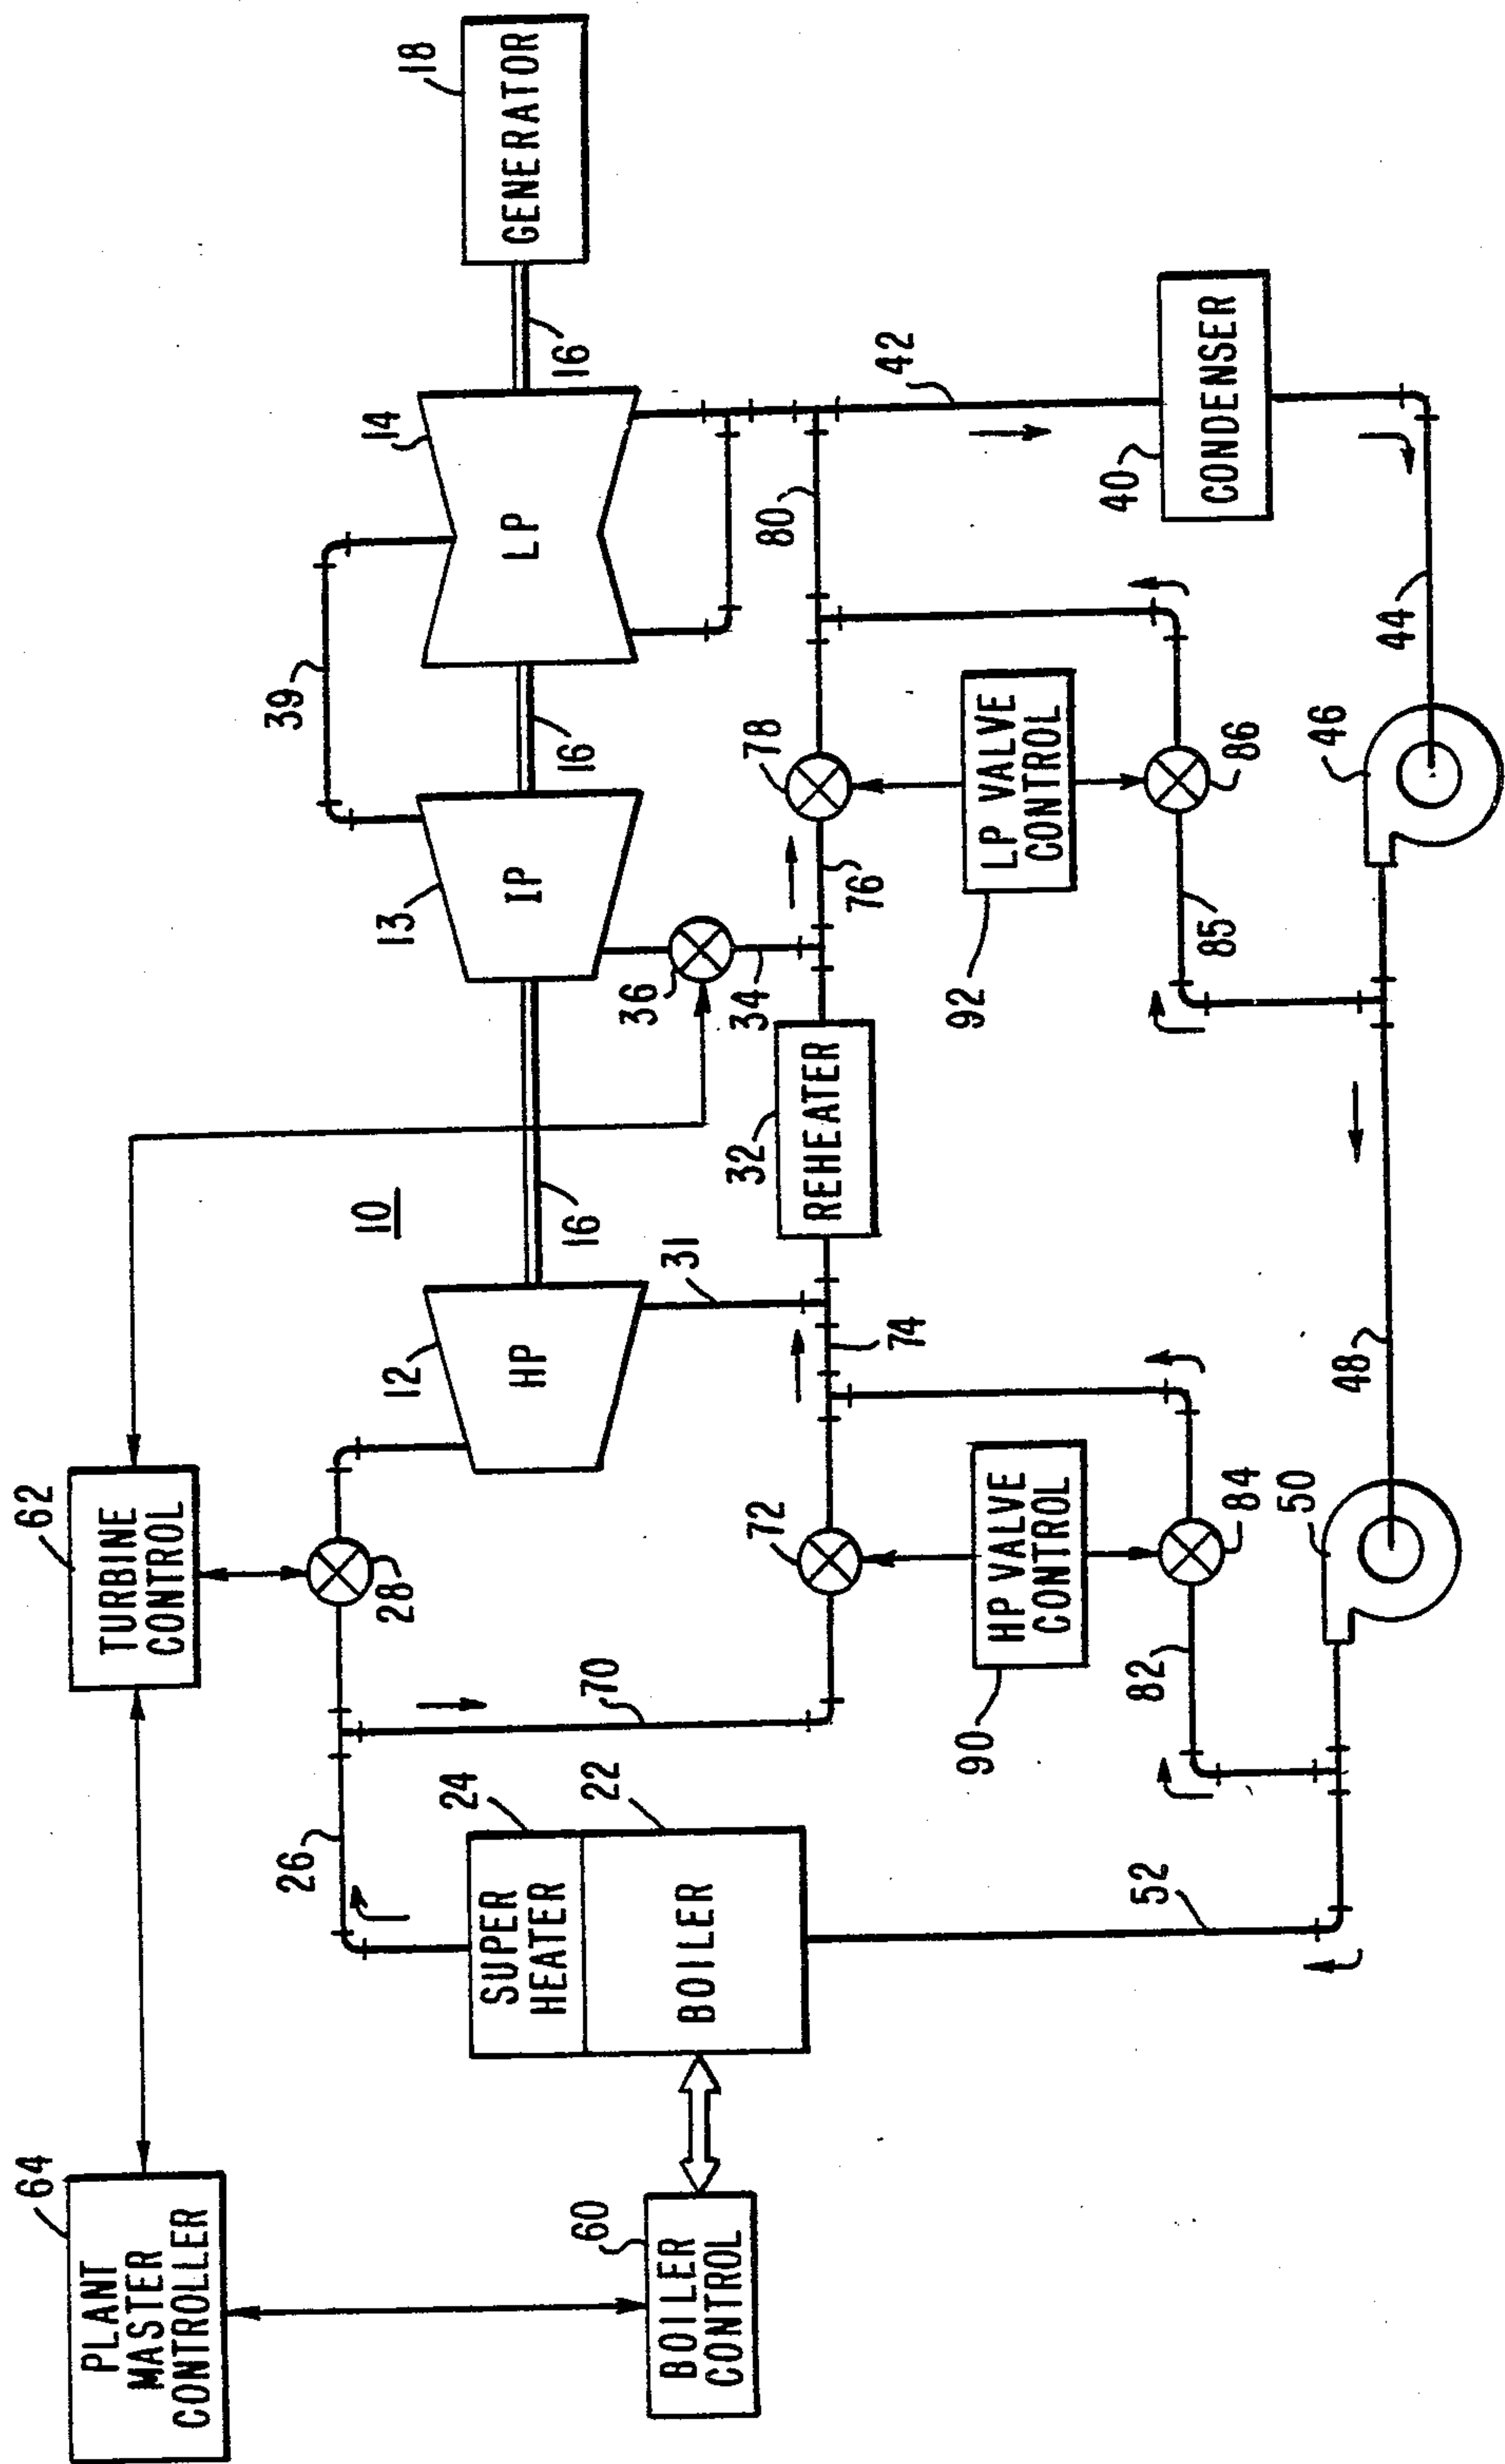 64
PLANT
MASTER
CONTROLLER
62
TURBINE
CONTROL
60
BOILER
CONTROL
26
24
SUPER
HEATER
22
BOILER
28
70
12
HP
10
16
31
13
IP
16
39
14
LP
16
18
GENERATOR
72
74
32
REHEATER
36
34
76
78
80
42
90
HP VALVE
CONTROL
92
LP VALVE
CONTROL
40
CONDENSER
82
84
85
86
52
50
48
46
44